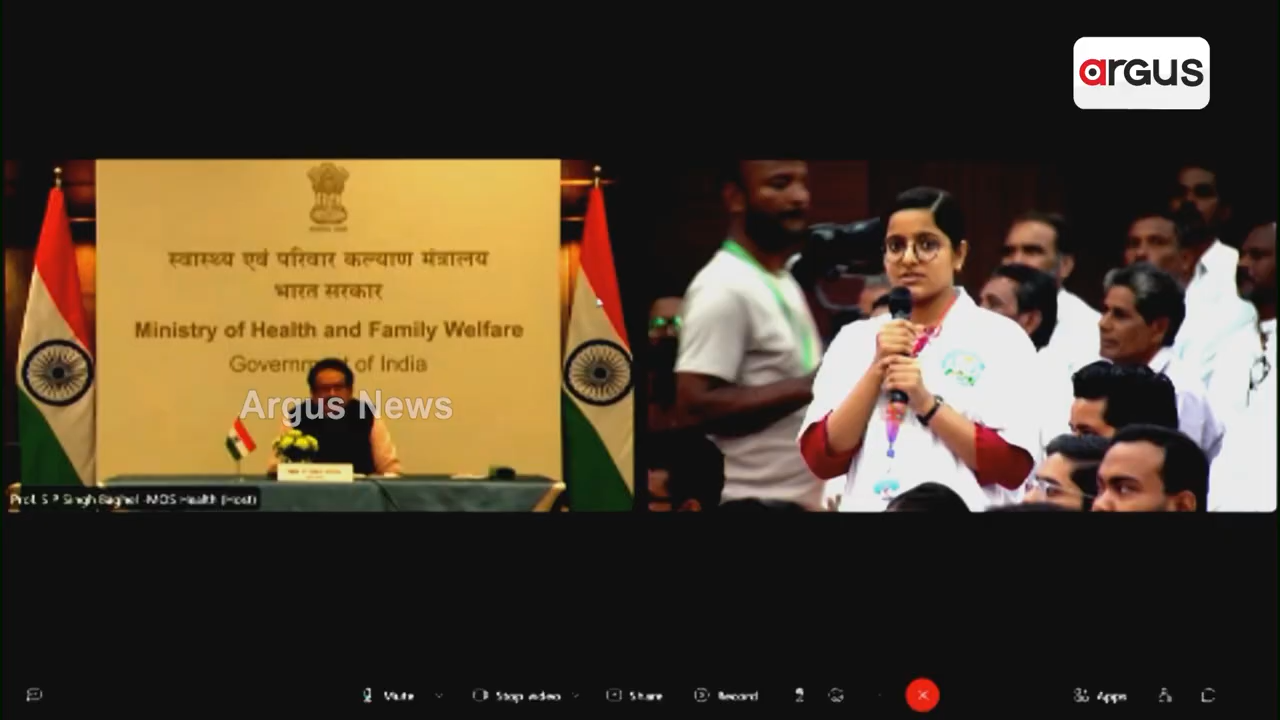 argus
स्वास्थ्य एवं परिवार कल्याण मंत्रालय
भारत सरकार
Ministry of Health and Family Welfare
Government of India
Argus News
Prof. S P Singh Baghel -MOS Health (Host)
Mute
Stop video
Share
Record
Apps